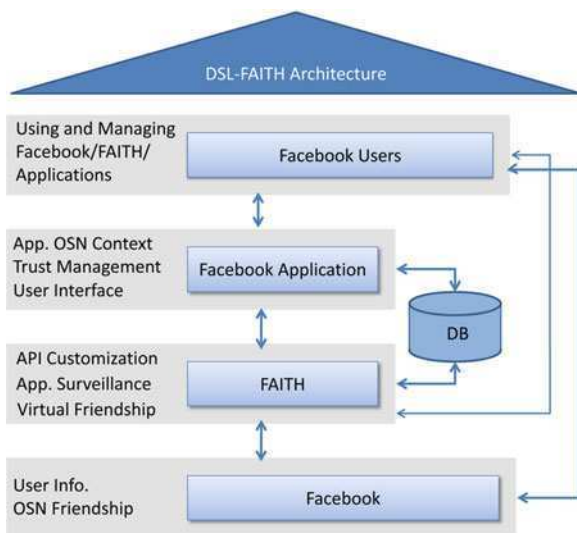 DSL-FAITH Architecture
Using and Managing
Facebook/FAITH/
Applications
Facebook Users
App. OSN Context
Trust Management
User Interface
Facebook Application
DB
API Customization
App. Surveillance
Virtual Friendship
FAITH
User Info.
OSN Friendship
Facebook